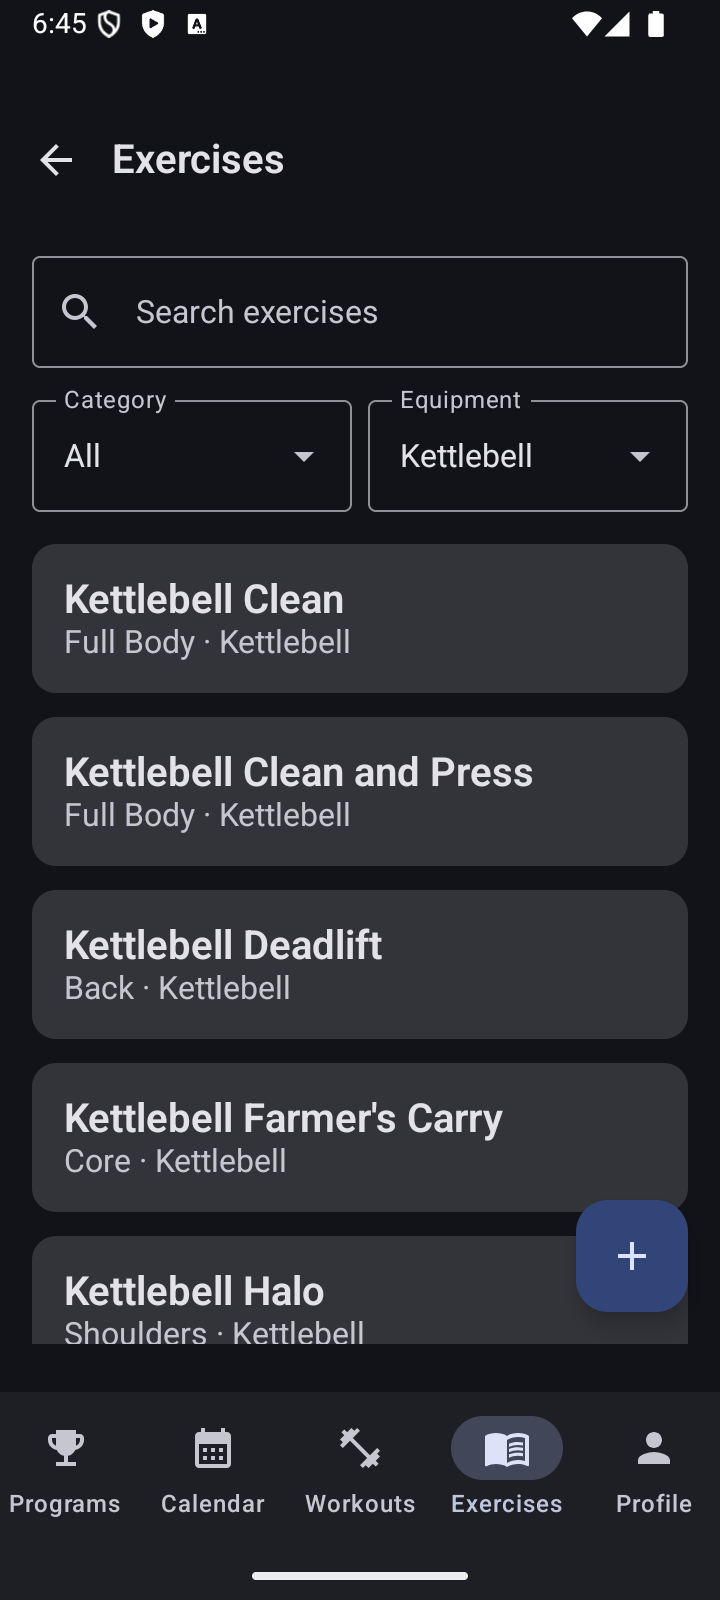 6:45
Exercises
Search exercises
Category
All
Equipment
Kettlebell
Kettlebell Clean
Full Body · Kettlebell
Kettlebell Clean and Press
Full Body · Kettlebell
Kettlebell Deadlift
Back · Kettlebell
Kettlebell Farmer's Carry
Core · Kettlebell
Kettlebell Halo
Shoulders · Kettlebell
Programs
Calendar
Workouts
Exercises
Profile